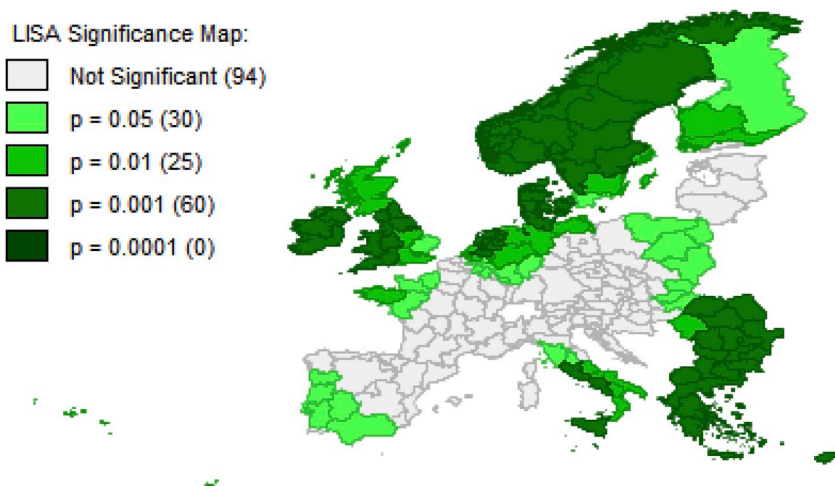 LISA Significance Map:
Not Significant (94)
p = 0.05 (30)
p = 0.01 (25)
p = 0.001 (60)
p = 0.0001 (0)